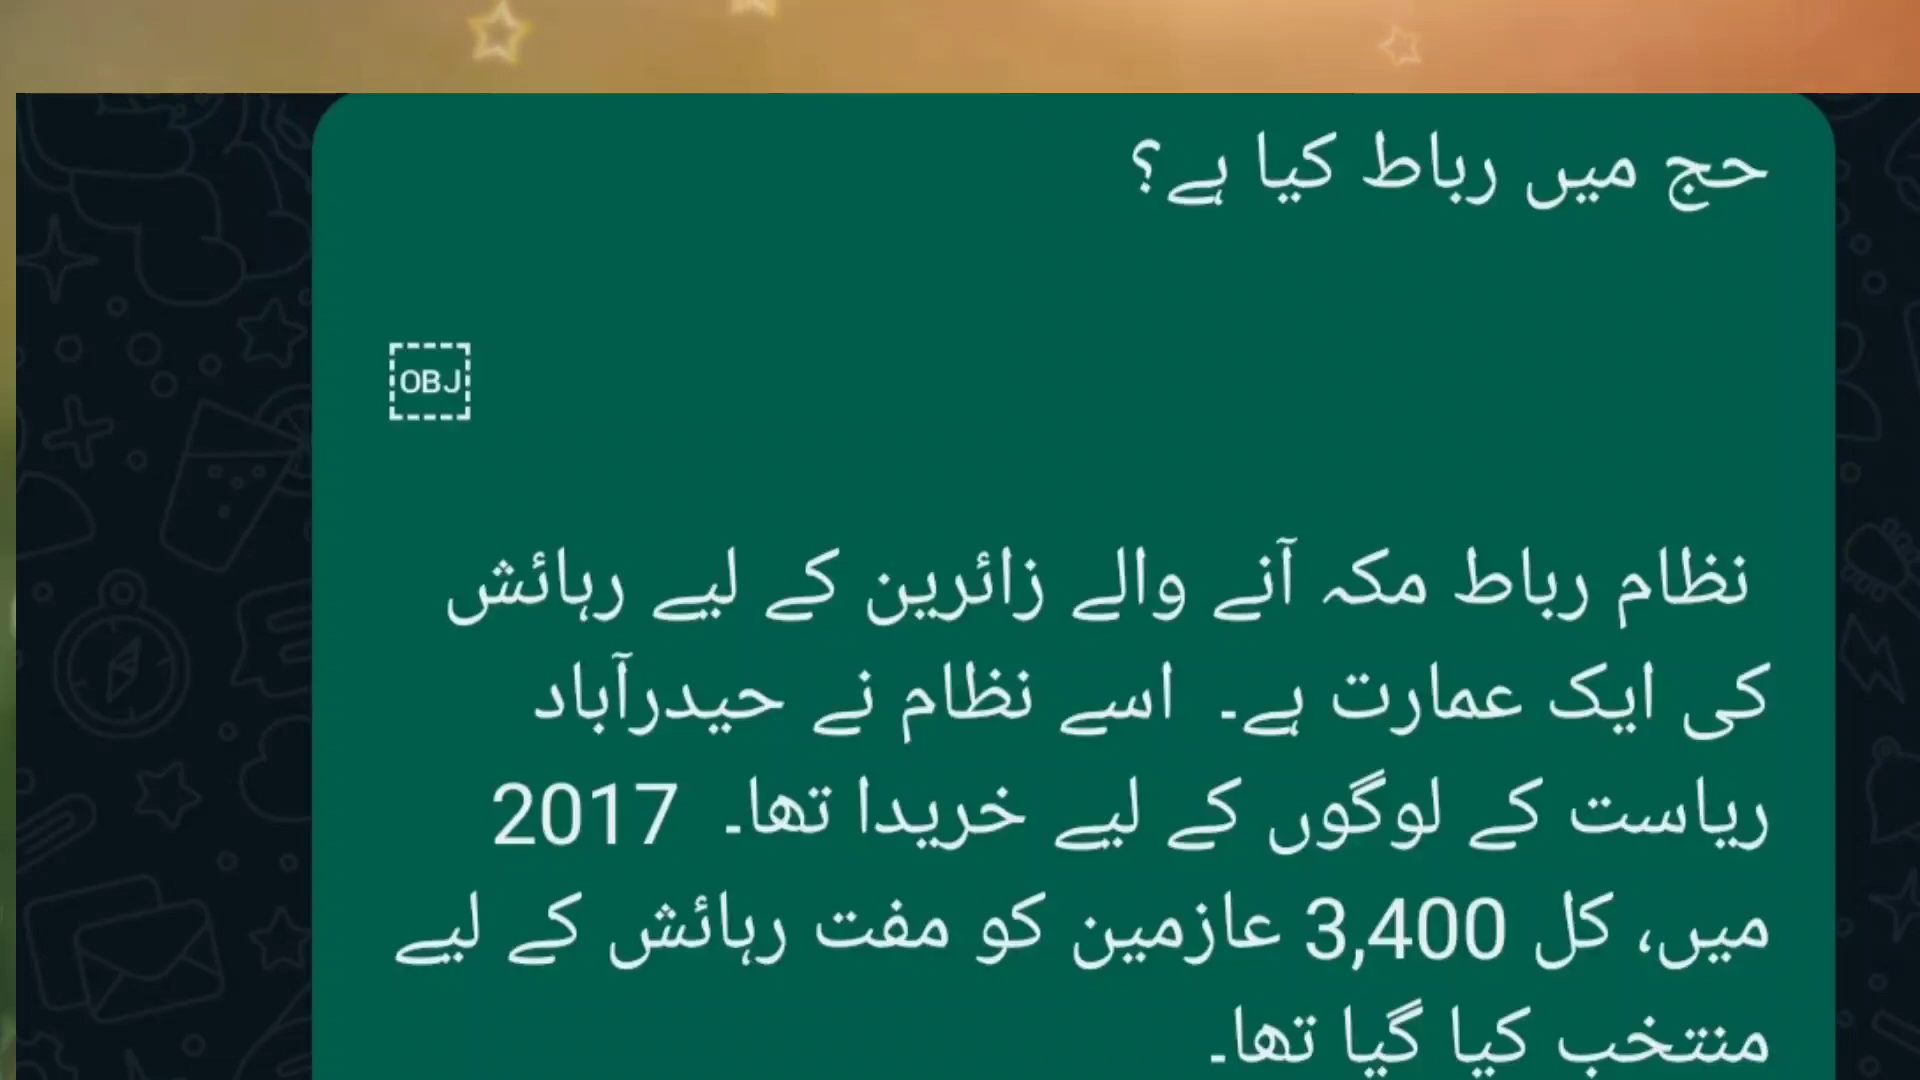 حج میں رباط کیا ہے؟
OBJ
نظام رباط مکہ آنے والے زائرین کے لیے رہائش
کی ایک عمارت ہے۔ اسے نظام نے حیدرآباد
ریاست کے لوگوں کے لیے خریدا تھا۔ 2017
میں، کل 3,400 عازمین کو مفت رہائش کے لیے
منتخب کیا گیا تھا۔